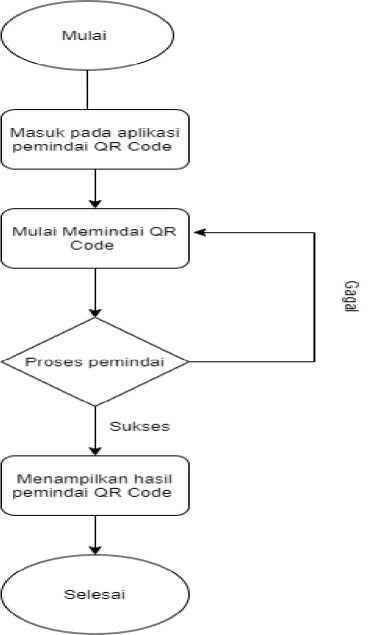 Mulai
Masuk pada aplikasi
pemindai QR Code
Mulai Memindai QR
Code
Gagal
Proses pemindai
Sukses
Menampilkan hasil
pemindai QR Code
Selesai